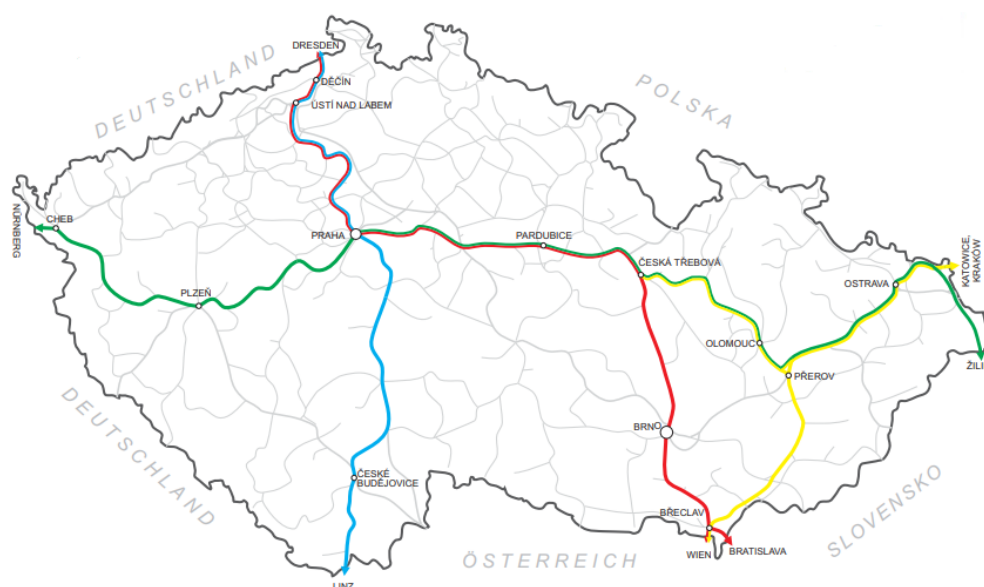 DRESDEN
DEUTSCHLAND
DĚČÍN
POLSKA
ÚSTÍ NAD LABEM
NÜRNBERG
CHEB
PRAHA
PARDUBICE
ČESKÁ TŘEBOVÁ
KATOWICE,
KRAKÓW
OSTRAVA
PLZEŇ
OLOMOUC
PŘEROV
ŽILI
DEUTSCHLAND
BRNO
ČESKÉ
BUDĚJOVICE
SLOVENSKO
BŘECLAV
WIEN
BRATISLAVA
ÖSTERREICH
LINZ